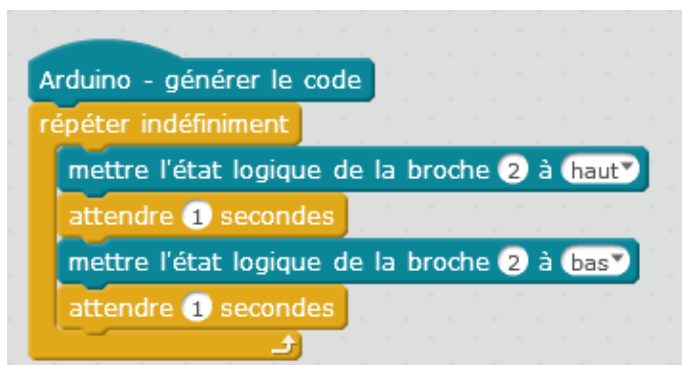 Arduino - générer le code
répéter indéfiniment
mettre l'état logique de la broche 2 à haut
attendre 1 secondes
mettre l'état logique de la broche 2 à bas
attendre 1 secondes